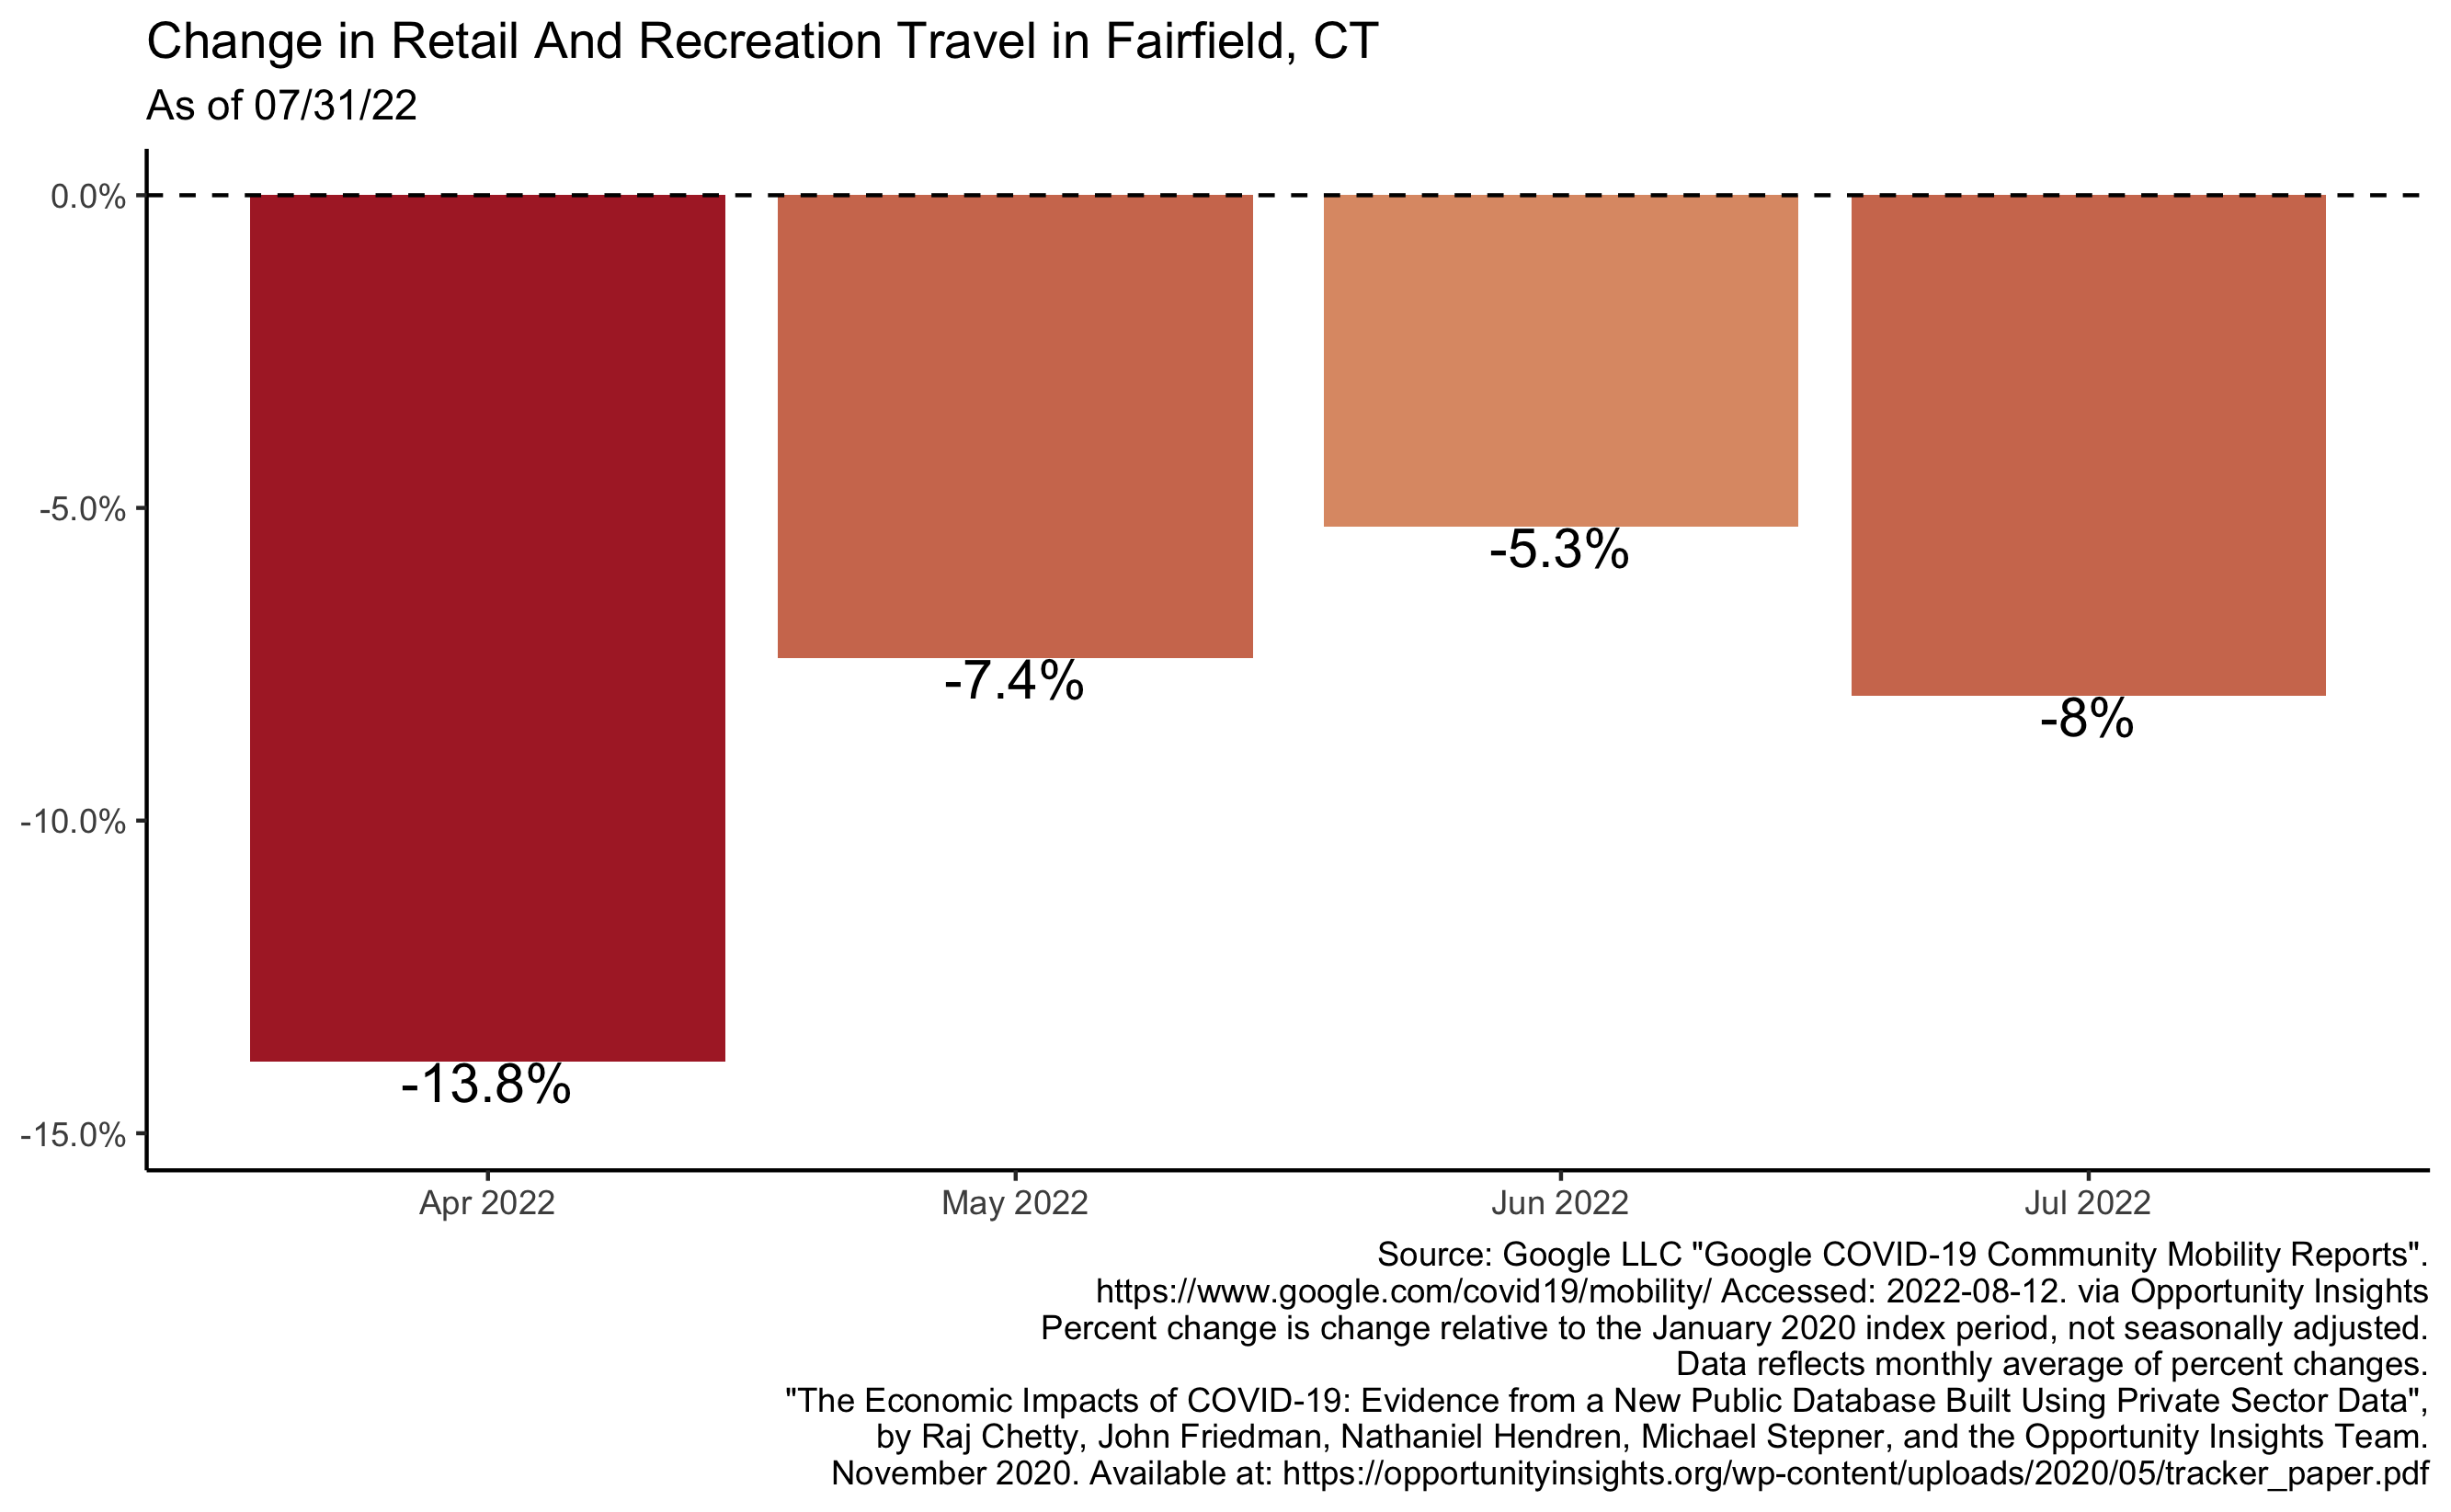 Change in Retail And Recreation Travel in Fairfield, CT
As of 07/31/22
0.0%
-5.0%
-10.0%
-15.0%
-13.8%
-7.4%
-5.3%
-8%
Apr 2022
May 2022
Jun 2022
Jul 2022
Source: Google LLC "Google COVID-19 Community Mobility Reports".
https://www.google.com/covid19/mobility/ Accessed: 2022-08-12. via Opportunity Insights
Percent change is change relative to the January 2020 index period, not seasonally adjusted.
Data reflects monthly average of percent changes.
"The Economic Impacts of COVID-19: Evidence from a New Public Database Built Using Private Sector Data",
by Raj Chetty, John Friedman, Nathaniel Hendren, Michael Stepner, and the Opportunity Insights Team.
November 2020. Available at: https://opportunityinsights.org/wp-content/uploads/2020/05/tracker_paper.pdf